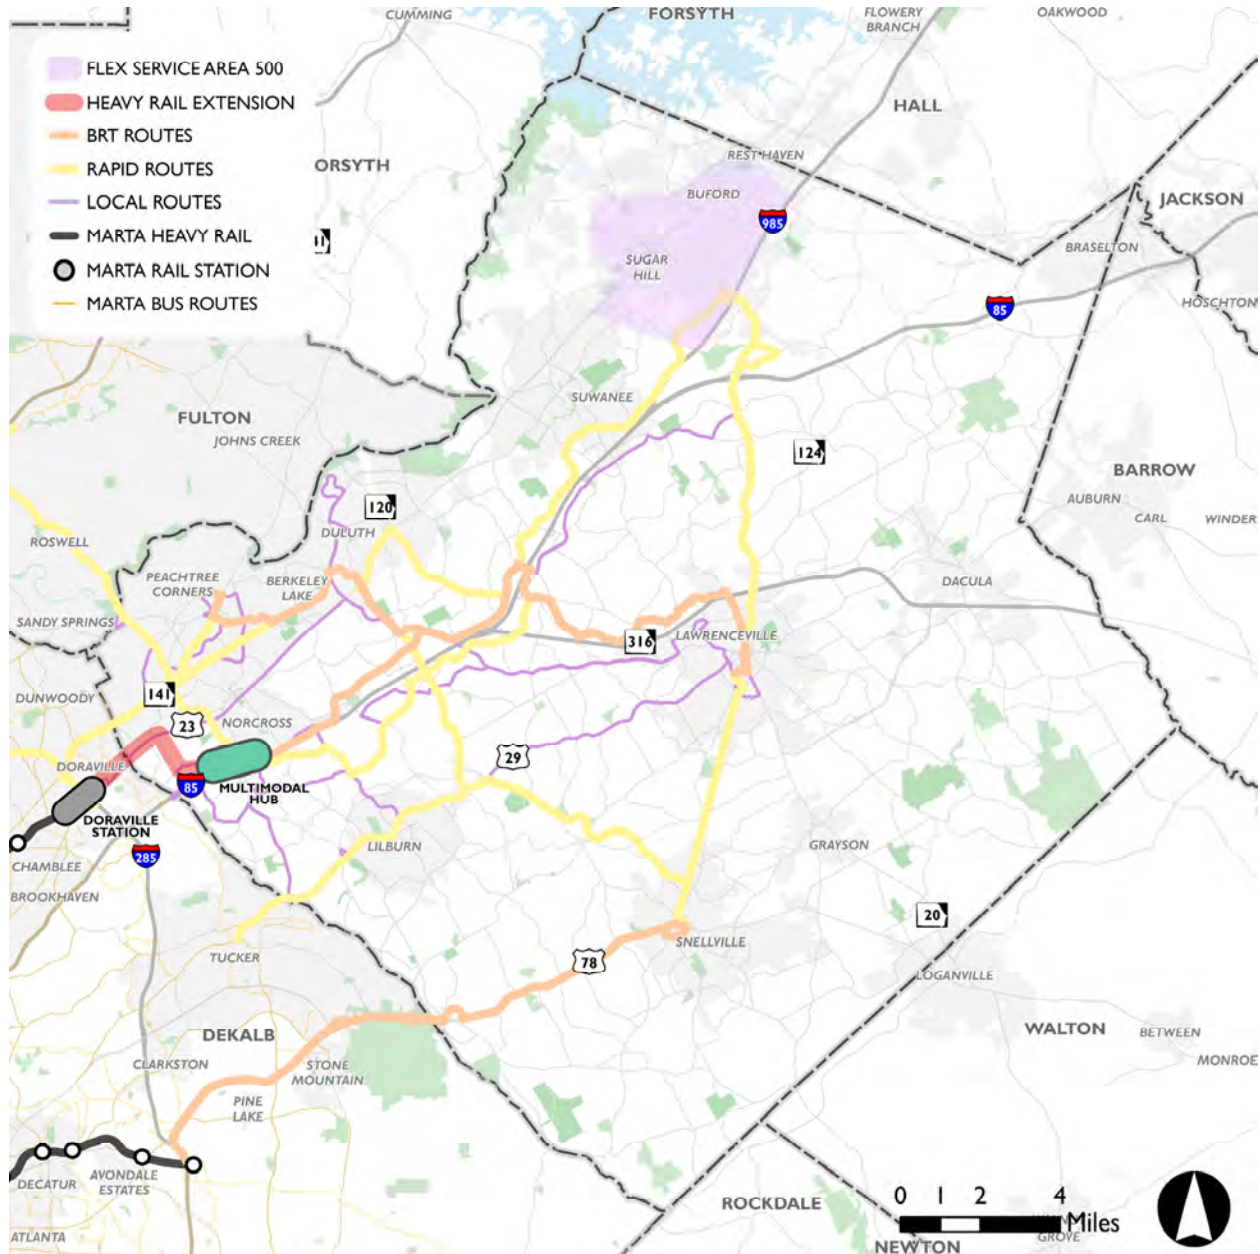 CUMMING
FORSYTH
FLOWERY
BRANCH
OAKWOOD
FLEX SERVICE AREA 500
HEAVY RAIL EXTENSION
BRT ROUTES
RAPID ROUTES
LOCAL ROUTES
MARTA HEAVY RAIL
MARTA RAIL STATION
MARTA BUS ROUTES
ORSYTH
HALL
REST HAVEN
BUFORD
985
JACKSON
BRASELTON
SUGAR
HILL
HOSCHTON
85
SUWANEE
FULTON
JOHNS CREEK
124
BARROW
AUBURN
CARL
WINDER
120
DULUTH
ROSWELL
PEACHTREE
CORNERS
BERKELEY
LAKE
DACULA
SANDY SPRINGS
316
LAWRENCEVILLE
DUNWOODY
141
23
NORCROSS
29
DORAVILLE
85
MULTIMODAL
HUB
DORAVILLE
STATION
285
CHAMBLEE
BROOKHAVEN
LILBURN
GRAYSON
20
TUCKER
SNELLVILLE
78
LOGANVILLE
DEKALB
WALTON
BETWEEN
MONROE
CLARKSTON
STONE
MOUNTAIN
PINE
LAKE
DECATUR
AVONDALE
ESTATES
ROCKDALE
0 1 2 4
Miles
ATLANTA
NEWTON
GROVE